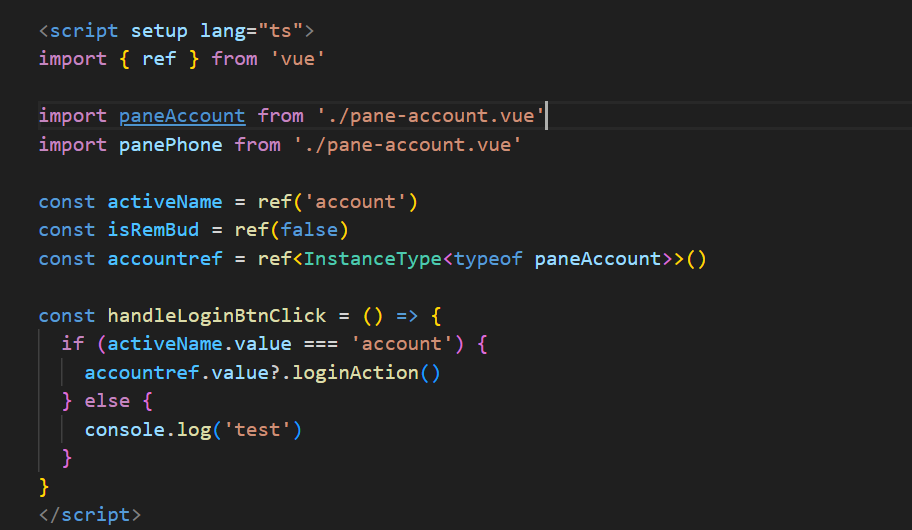 <script setup lang="ts">
import { ref } from 'vue'
import paneAccount from './pane-account.vue'
import panePhone from './pane-account.vue'
const activeName = ref('account')
const isRemBud = ref(false)
const accountref = ref<InstanceType<typeof paneAccount>>()
const handleLoginBtnClick = () => {
if (activeName.value === 'account') {
accountref.value?.loginAction()
} else {
console.log('test')
}
}
</script>